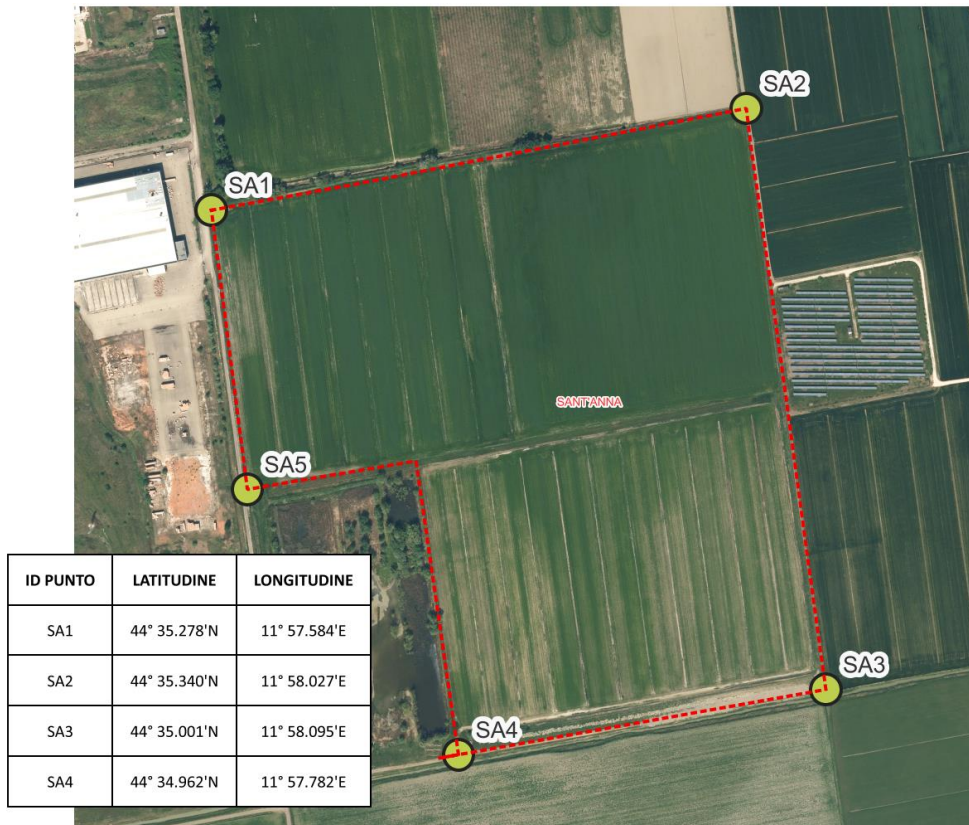 SA2
SA1
SANT'ANNA
SA5
SA3
SA4
ID PUNTO LATITUDINE LONGITUDINE
SA1 44° 35.278'N 11° 57.584'E
SA2 44° 35.340'N 11° 58.027'E
SA3 44° 35.001'N 11° 58.095'E
SA4 44° 34.962'N 11° 57.782'E